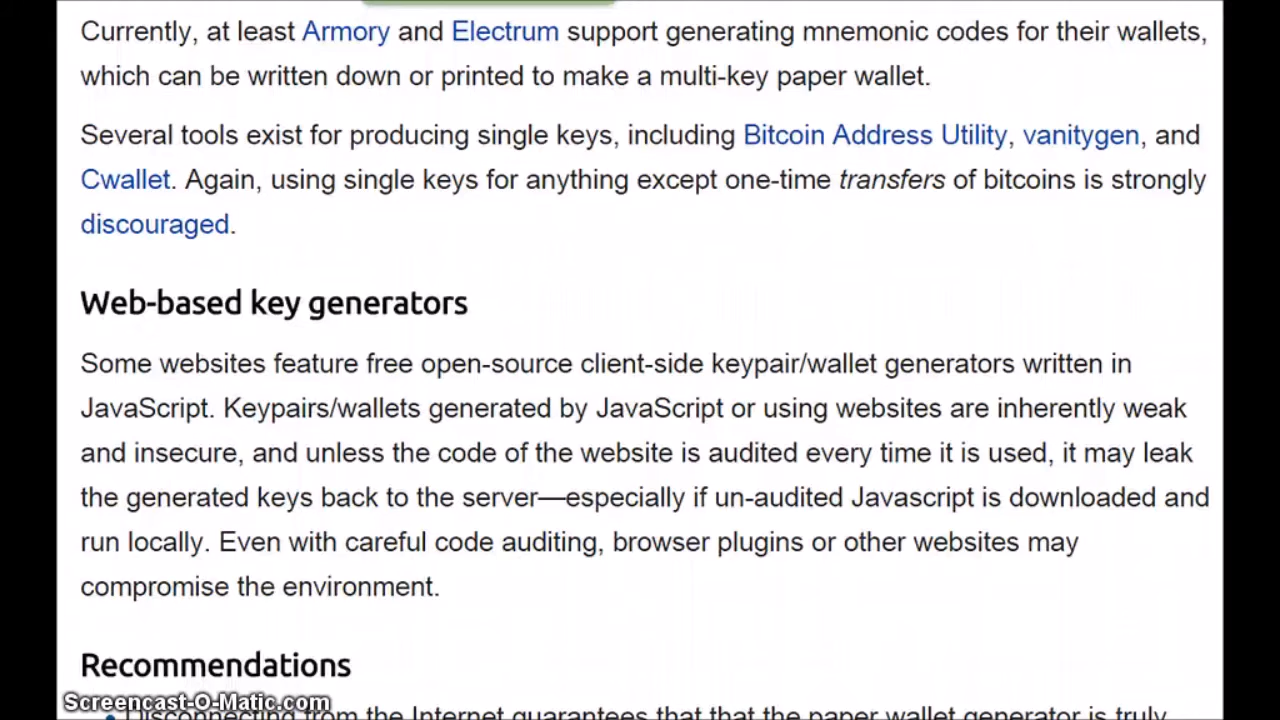 Currently, at least Armory and Electrum support generating mnemonic codes for their wallets,
which can be written down or printed to make a multi-key paper wallet.
Several tools exist for producing single keys, including Bitcoin Address Utility, vanitygen, and
Cwallet. Again, using single keys for anything except one-time transfers of bitcoins is strongly
discouraged.
Web-based key generators
Some websites feature free open-source client-side keypair/wallet generators written in
JavaScript. Keypairs/wallets generated by JavaScript or using websites are inherently weak
and insecure, and unless the code of the website is audited every time it is used, it may leak
the generated keys back to the server—especially if un-audited Javascript is downloaded and
run locally. Even with careful code auditing, browser plugins or other websites may
compromise the environment.
Recommendations
Screencast-O-Matic.com
Disconnecting from the Internet guarantees that that the paper wallet generator is truly